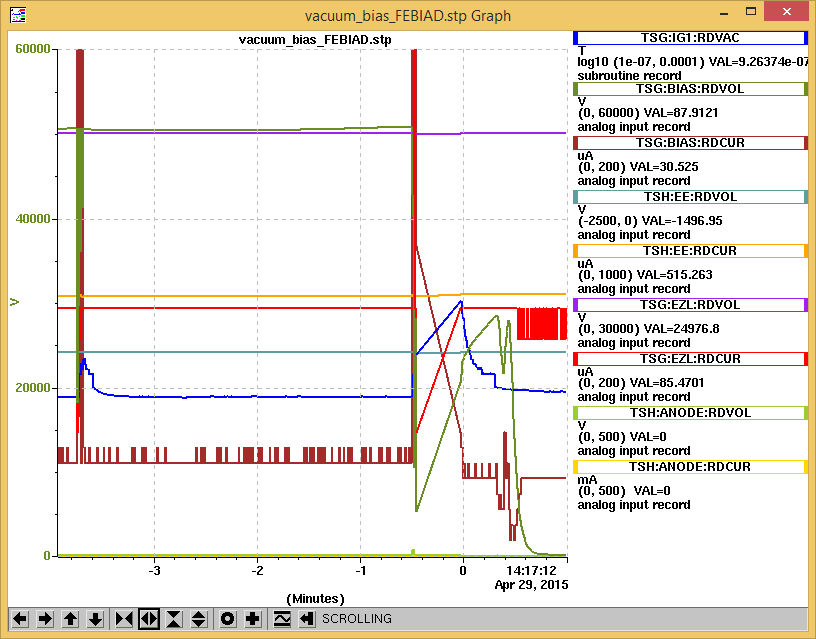 vacuum_bias_FEBIAD.stp Graph
vacuum_bias_FEBIAD.stp
60000
40000
V
20000
0
-3
-2
-1
0
14:17:12
Apr 29, 2015
(Minutes)
TSG:IG1:RDVAC
T
log10 (1e-07, 0.0001) VAL=9.26374e-07
subroutine record
TSG:BIAS:RDVOL
V
(0, 60000) VAL=87.9121
analog input record
TSG:BIAS:RDCUR
uA
(0, 200) VAL=30.525
analog input record
TSH:EE:RDVOL
V
(-2500, 0) VAL=-1496.95
analog input record
TSH:EE:RDCUR
uA
(0, 1000) VAL=515.263
analog input record
TSG:EZL:RDVOL
V
(0, 30000) VAL=24976.8
analog input record
TSG:EZL:RDCUR
uA
(0, 200) VAL=85.4701
analog input record
TSH:ANODE:RDVOL
V
(0, 500) VAL=0
analog input record
TSH:ANODE:RDCUR
mA
(0, 500) VAL=0
analog input record
SCROLLING